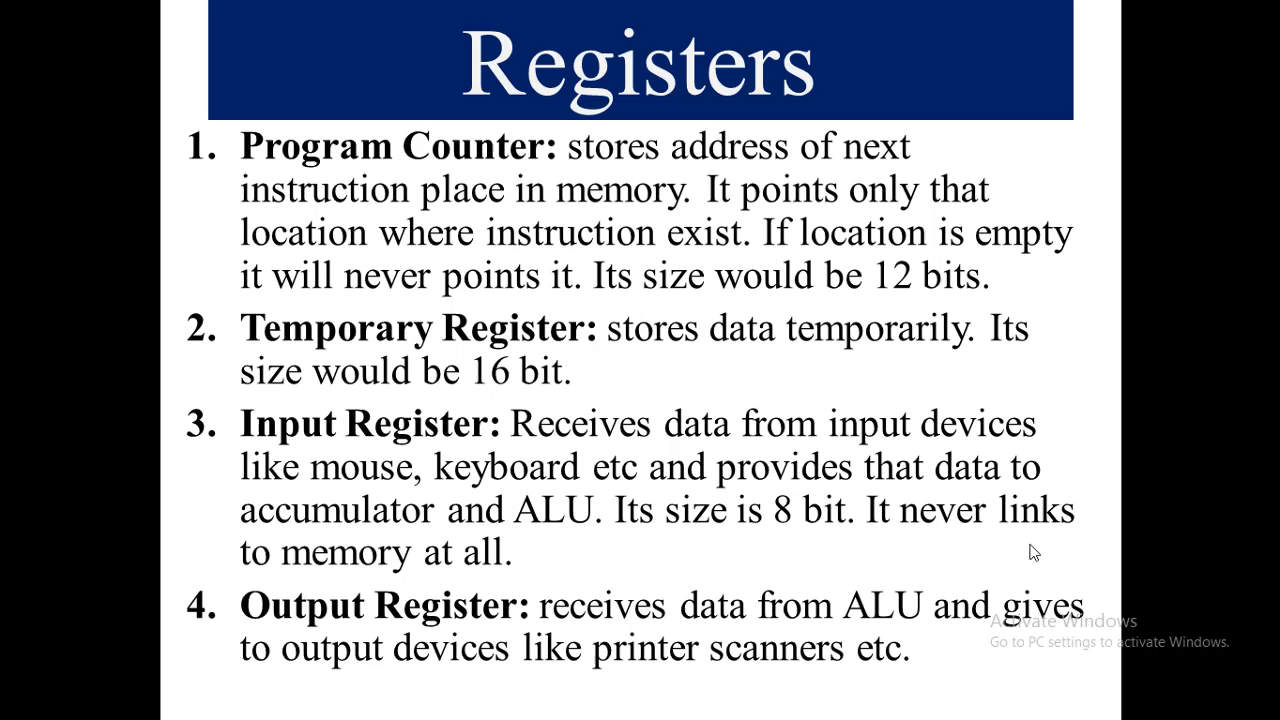 Registers
1. Program Counter: stores address of next
instruction place in memory. It points only that
location where instruction exist. If location is empty
it will never points it. Its size would be 12 bits.
2. Temporary Register: stores data temporarily. Its
size would be 16 bit.
3. Input Register: Receives data from input devices
like mouse, keyboard etc and provides that data to
accumulator and ALU. Its size is 8 bit. It never links
to memory at all.
4. Output Register: receives data from ALU and gives
to output devices like printer scanners etc.
Activate Windows
Go to PC settings to activate Windows.